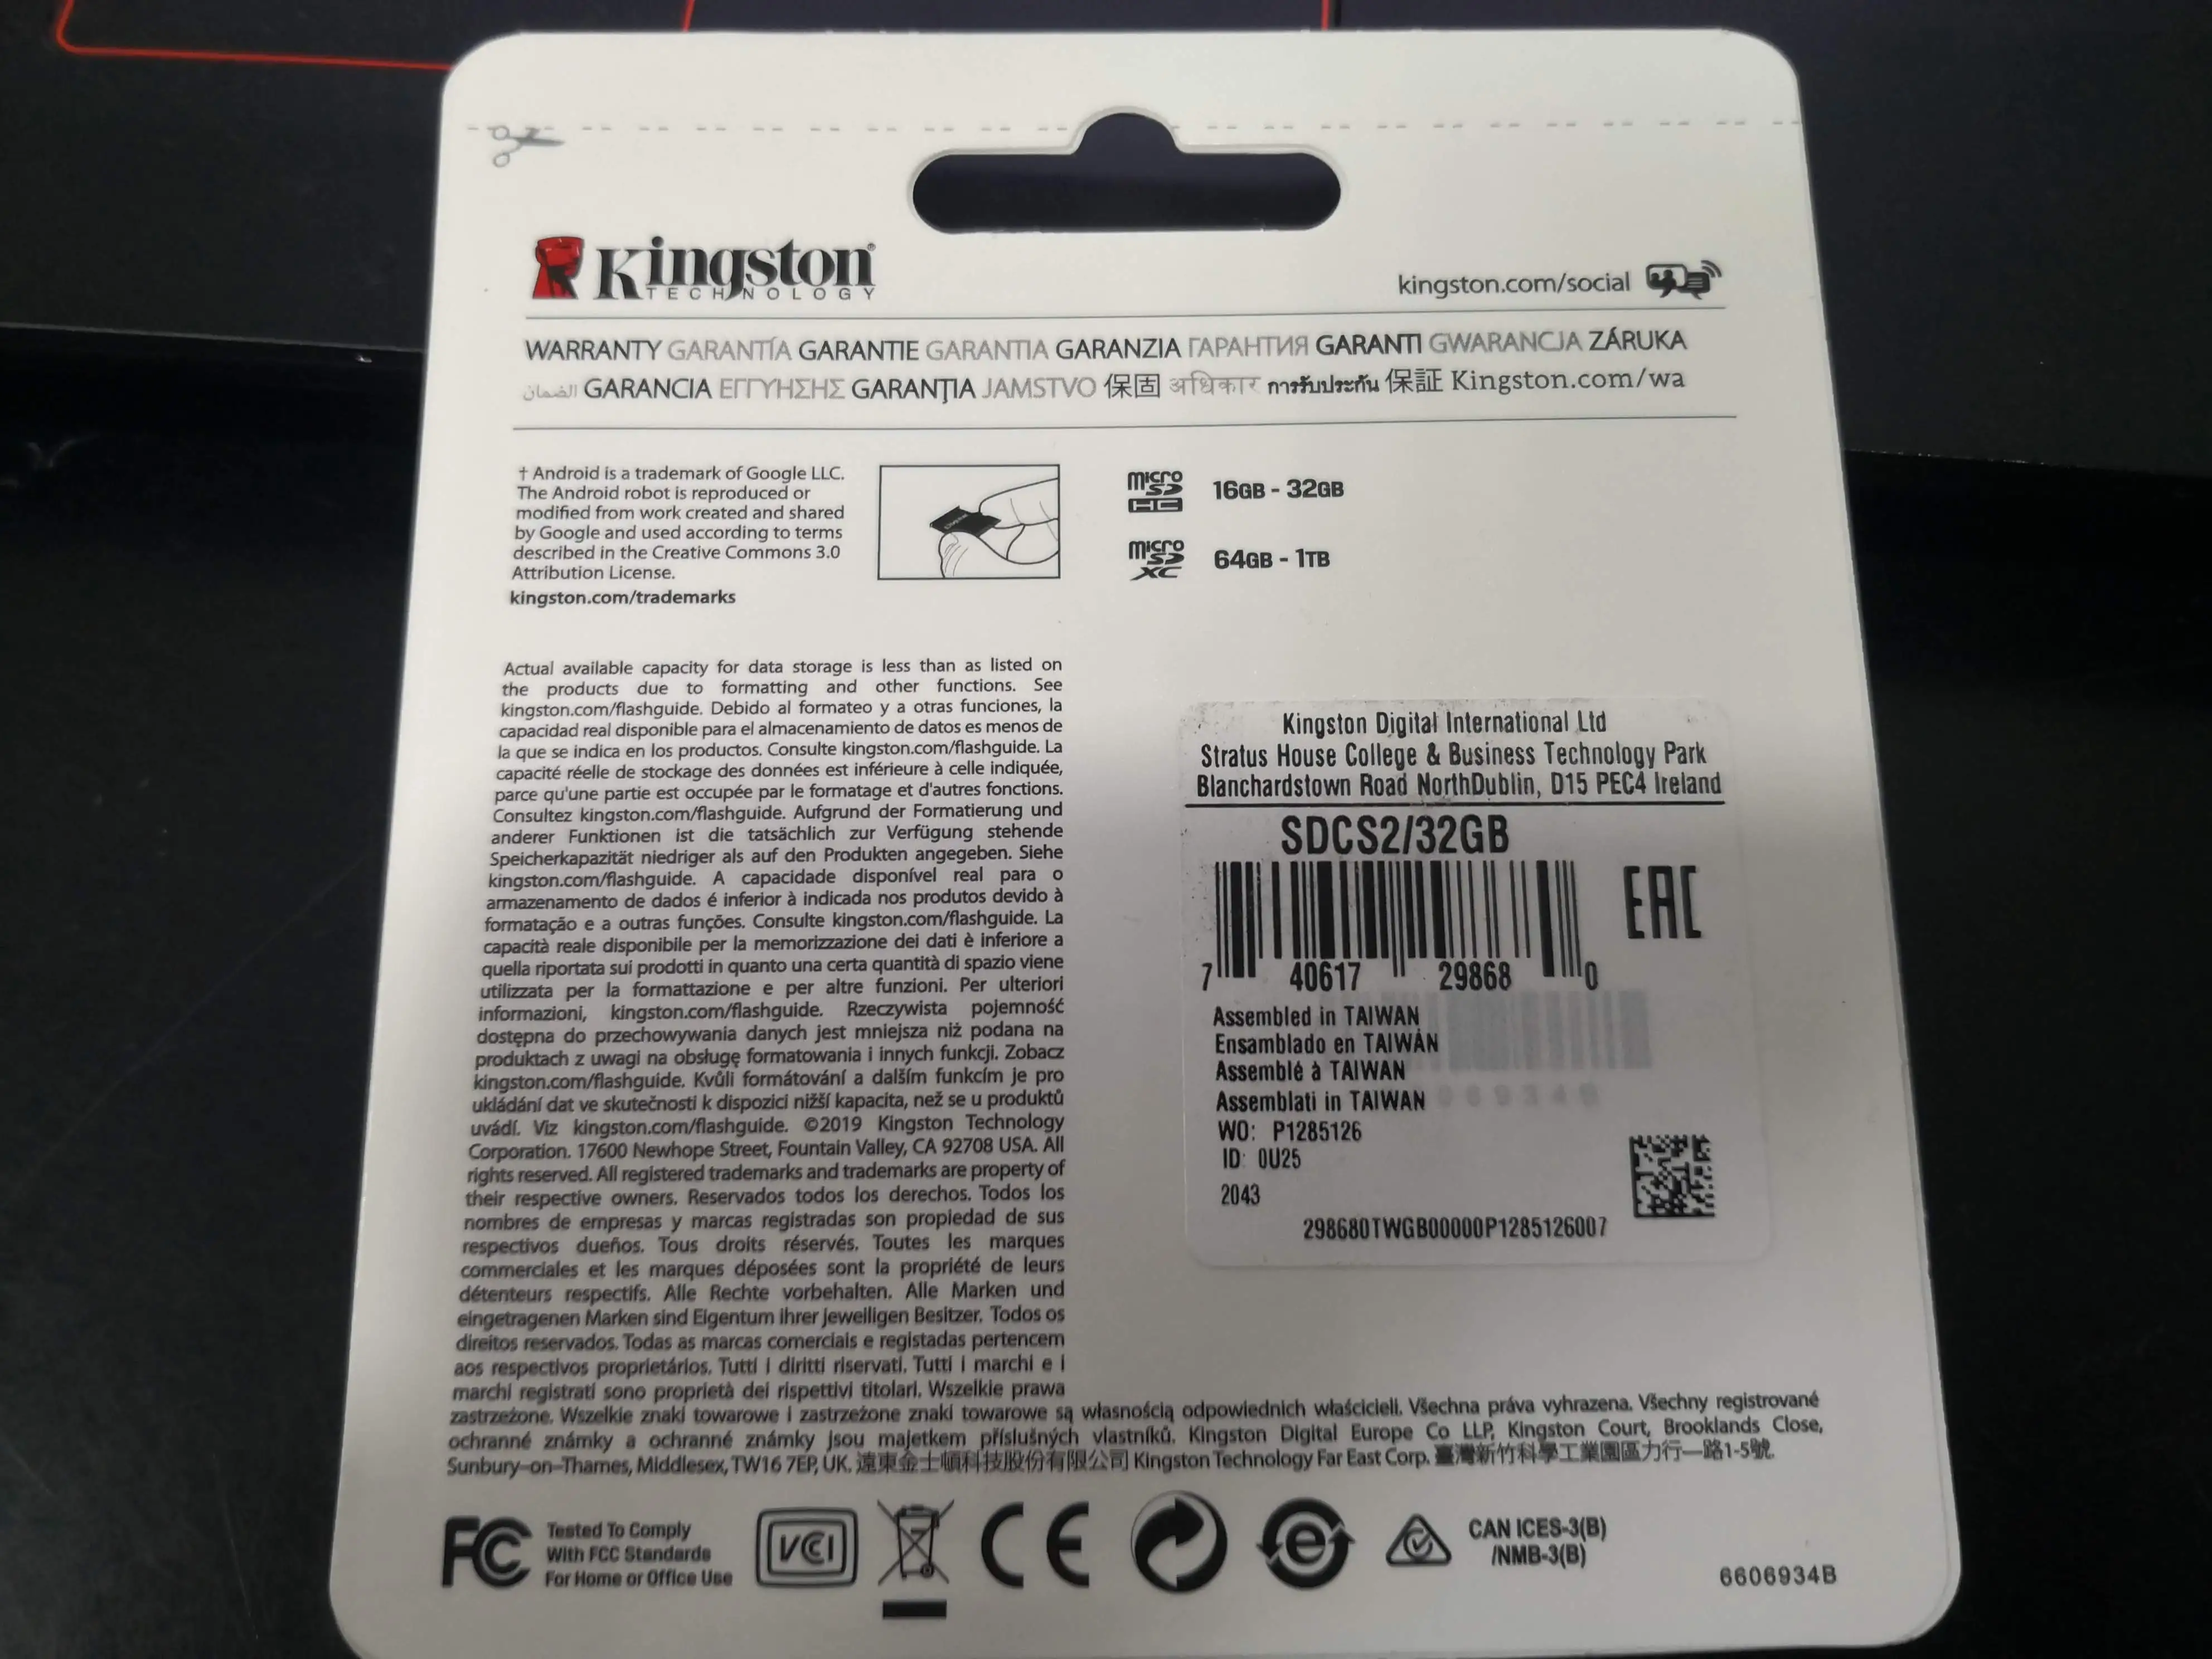 Kingston®
TECHNOLOGY
kingston.com/social
WARRANTY GARANTÍA GARANTIE GARANTIA GARANZIA ГАРАНТИЯ GARANTI GWARANCJA ZÁRUKA
الضمان GARANCIA ΕΓΓΥΗΣΗΣ GARANŢIA JAMSTVO 保固 अधिकार การรับประกัน 保証 Kingston.com/wa
† Android is a trademark of Google LLC.
The Android robot is reproduced or
modified from work created and shared
by Google and used according to terms
described in the Creative Commons 3.0
Attribution License.
kingston.com/trademarks
micro SD HC 16GB - 32GB
micro SD XC 64GB - 1TB
Actual available capacity for data storage is less than as listed on
the products due to formatting and other functions. See
kingston.com/flashguide. Debido al formateo y a otras funciones, la
capacidad real disponible para el almacenamiento de datos es menos de
la que se indica en los productos. Consulte kingston.com/flashguide. La
capacité réelle de stockage des données est inférieure à celle indiquée,
parce qu'une partie est occupée par le formatage et d'autres fonctions.
Consultez kingston.com/flashguide. Aufgrund der Formatierung und
anderer Funktionen ist die tatsächlich zur Verfügung stehende
Speicherkapazität niedriger als auf den Produkten angegeben. Siehe
kingston.com/flashguide. A capacidade disponível real para o
armazenamento de dados é inferior à indicada nos produtos devido à
formatação e a outras funções. Consulte kingston.com/flashguide. La
capacità reale disponibile per la memorizzazione dei dati è inferiore a
quella riportata sui prodotti in quanto una certa quantità di spazio viene
utilizzata per la formattazione e per altre funzioni. Per ulteriori
informazioni, kingston.com/flashguide. Rzeczywista pojemność
dostępna do przechowywania danych jest mniejsza niż podana na
produktach z uwagi na obsługę formatowania i innych funkcji. Zobacz
kingston.com/flashguide. Kvůli formátování a dalším funkcím je pro
ukládání dat ve skutečnosti k dispozici nižší kapacita, než se u produktů
uvádí. Viz kingston.com/flashguide. ©2019 Kingston Technology
Corporation. 17600 Newhope Street, Fountain Valley, CA 92708 USA. All
rights reserved. All registered trademarks and trademarks are property of
their respective owners. Reservados todos los derechos. Todos los
nombres de empresas y marcas registradas son propiedad de sus
respectivos dueños. Tous droits réservés. Toutes les marques
commerciales et les marques déposées sont la propriété de leurs
détenteurs respectifs. Alle Rechte vorbehalten. Alle Marken und
eingetragenen Marken sind Eigentum ihrer jeweiligen Besitzer. Todos os
direitos reservados. Todas as marcas comerciais e registadas pertencem
aos respectivos proprietários. Tutti i diritti riservati. Tutti i marchi e i
marchi registrati sono proprietà dei rispettivi titolari. Wszelkie prawa
zastrzeżone. Wszelkie znaki towarowe i zastrzeżone znaki towarowe są własnością odpowiednich właścicieli. Všechna práva vyhrazena. Všechny registrované
ochranné známky a ochranné známky jsou majetkem příslušných vlastníků. Kingston Digital Europe Co LLP, Kingston Court, Brooklands Close,
Sunbury-on-Thames, Middlesex, TW16 7EP, UK. 遠東金士頓科技股份有限公司 Kingston Technology Far East Corp. 臺灣新竹科學工業園區力行一路1-5號.
Kingston Digital International Ltd
Stratus House College & Business Technology Park
Blanchardstown Road NorthDublin, D15 PEC4 Ireland
SDCS2/32GB
EAC
7 40617 29868 0
Assembled in TAIWAN
Ensamblado en TAIWÁN
Assemblé à TAIWAN
Assemblati in TAIWAN
WO: P1285126
ID: 0U25
2043
298680TWGB00000P1285126007
FC Tested To Comply
With FCC Standards
For Home or Office Use
VCI
CE
CAN ICES-3(B)
/NMB-3(B)
6606934B